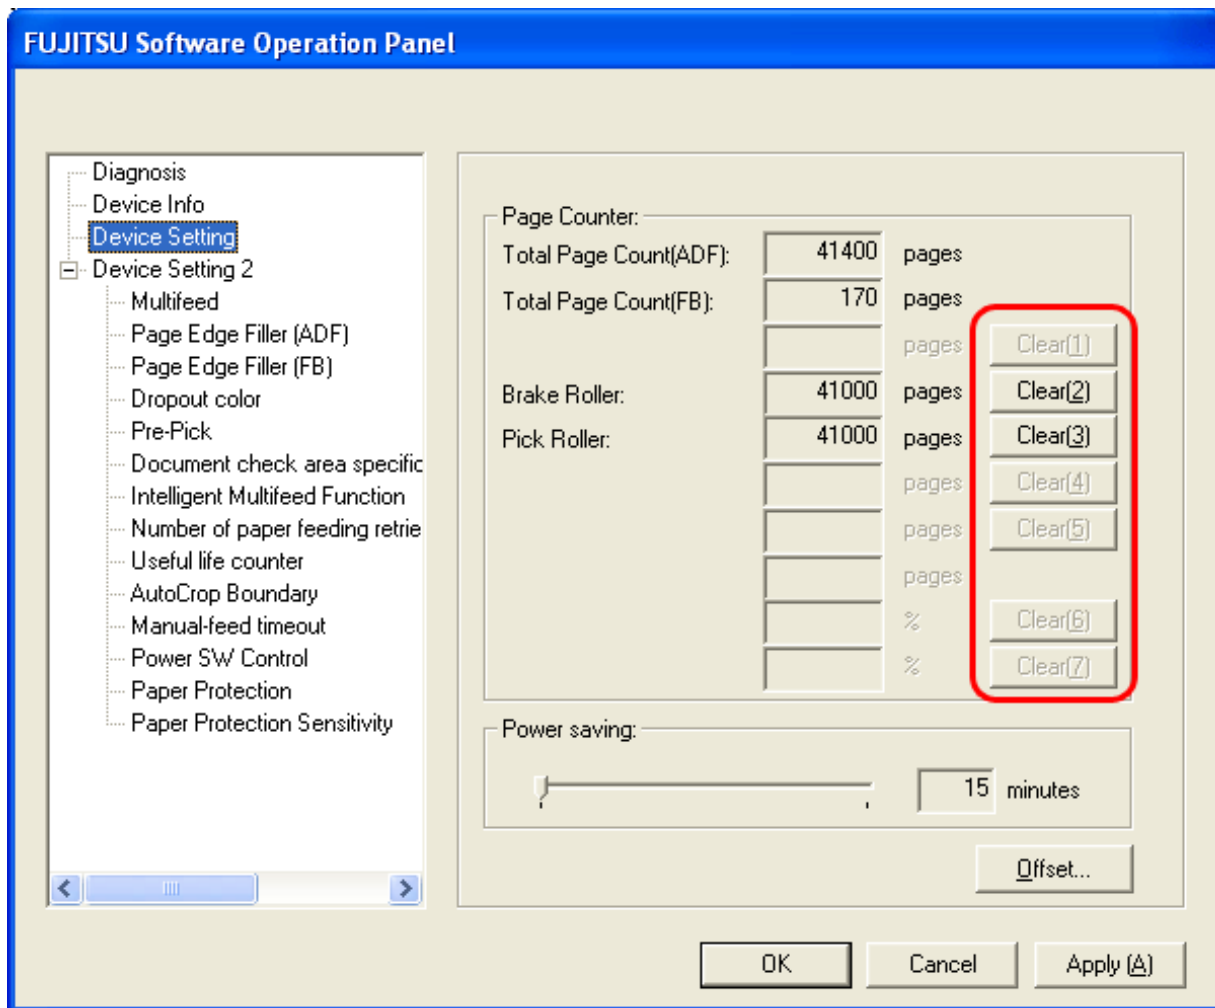 FUJITSU Software Operation Panel
Diagnosis
Device Info
Device Setting
Device Setting 2
Multifeed
Page Edge Filler (ADF)
Page Edge Filler (FB)
Dropout color
Pre-Pick
Document check area specific
Intelligent Multifeed Function
Number of paper feeding retrie
Useful life counter
AutoCrop Boundary
Manual-feed timeout
Power SW Control
Paper Protection
Paper Protection Sensitivity
Page Counter:
Total Page Count(ADF): 41400 pages
Total Page Count(FB): 170 pages
pages Clear(1)
Brake Roller: 41000 pages Clear(2)
Pick Roller: 41000 pages Clear(3)
pages Clear(4)
pages Clear(5)
pages
% Clear(6)
% Clear(7)
Power saving:
15 minutes
Offset...
OK Cancel Apply (A)